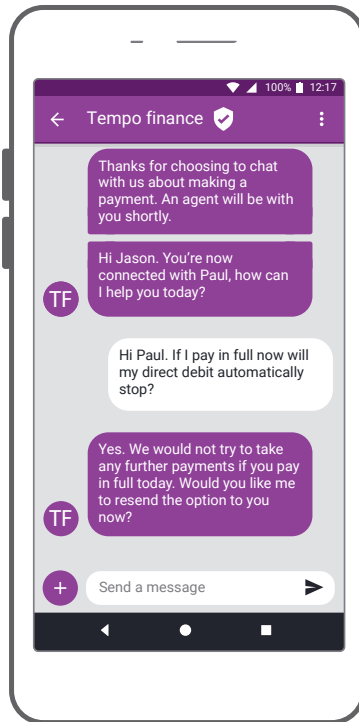 100% 12:17
Tempo finance
Thanks for choosing to chat
with us about making a
payment. An agent will be with
you shortly.
Hi Jason. You're now
connected with Paul, how can
I help you today?
TF
Hi Paul. If I pay in full now will
my direct debit automatically
stop?
Yes. We would not try to take
any further payments if you pay
in full today. Would you like me
to resend the option to you
now?
TF
Send a message